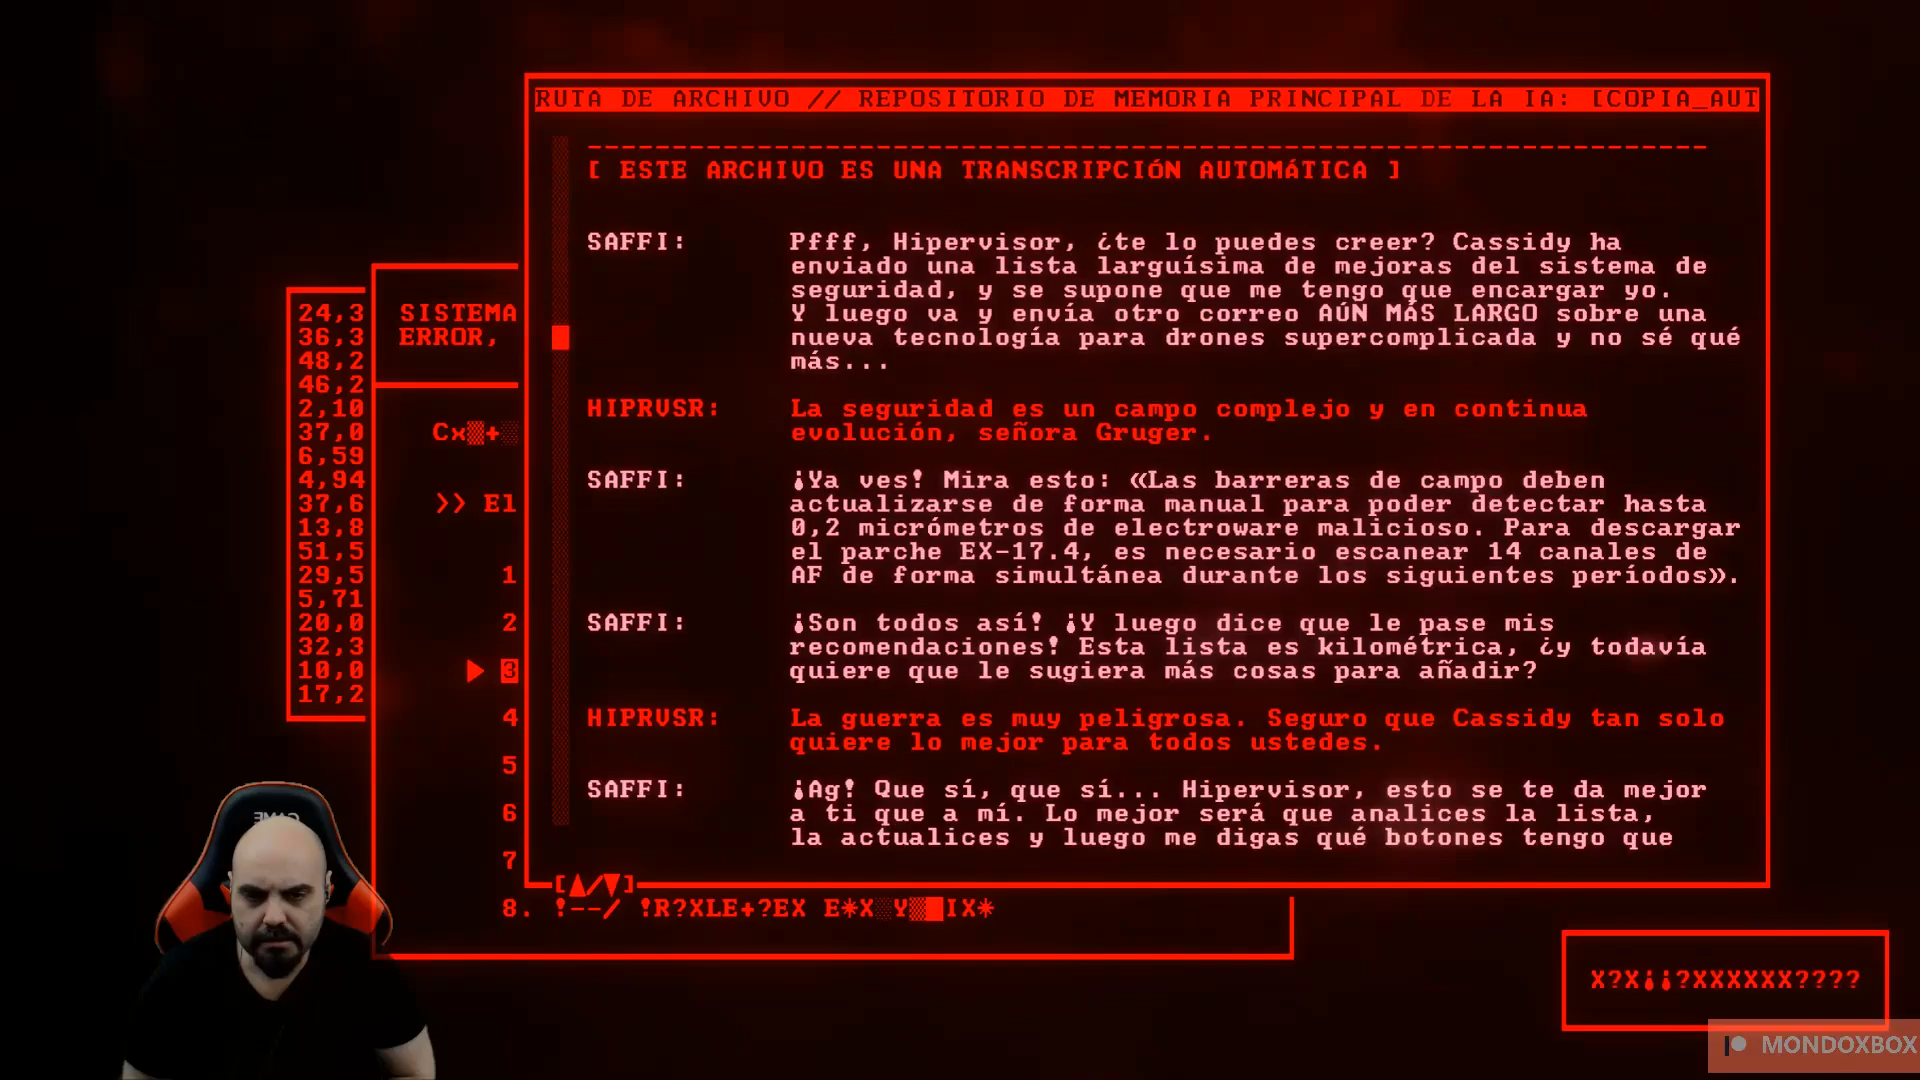 RUTA DE ARCHIVO // REPOSITORIO DE MEMORIA PRINCIPAL DE LA IA: [COPIA_AUT
[ ESTE ARCHIVO ES UNA TRANSCRIPCIÓN AUTOMÁTICA ]
SAFFI: Pfff, Hipervisor, ¿te lo puedes creer? Cassidy ha
enviado una lista larguísima de mejoras del sistema de
seguridad, y se supone que me tengo que encargar yo.
Y luego va y envía otro correo AÚN MÁS LARGO sobre una
nueva tecnología para drones supercomplicada y no sé qué
más...
HIPRVSR: La seguridad es un campo complejo y en continua
evolución, señora Gruger.
SAFFI: ¡Ya ves! Mira esto: «Las barreras de campo deben
actualizarse de forma manual para poder detectar hasta
0,2 micrómetros de electroware malicioso. Para descargar
el parche EX-17.4, es necesario escanear 14 canales de
AF de forma simultánea durante los siguientes períodos».
SAFFI: ¡Son todos así! ¡Y luego dice que le pase mis
recomendaciones! Esta lista es kilométrica, ¿y todavía
quiere que le sugiera más cosas para añadir?
HIPRVSR: La guerra es muy peligrosa. Seguro que Cassidy tan solo
quiere lo mejor para todos ustedes.
SAFFI: ¡Ag! Que sí, que sí... Hipervisor, esto se te da mejor
a ti que a mí. Lo mejor será que analices la lista,
la actualices y luego me digas qué botones tengo que
[▲/▼]
SISTEMA
ERROR,
>> El
1
2
▶ 3
4
5
6
7
8. !--/ !R?XLE+?EX
24,3
36,3
48,2
46,2
2,10
37,0
6,59
4,94
37,6
13,8
51,5
29,5
5,71
20,0
32,3
10,0
17,2
X?X¡¡?XXXXXX????
GAME
MONDOXBOX